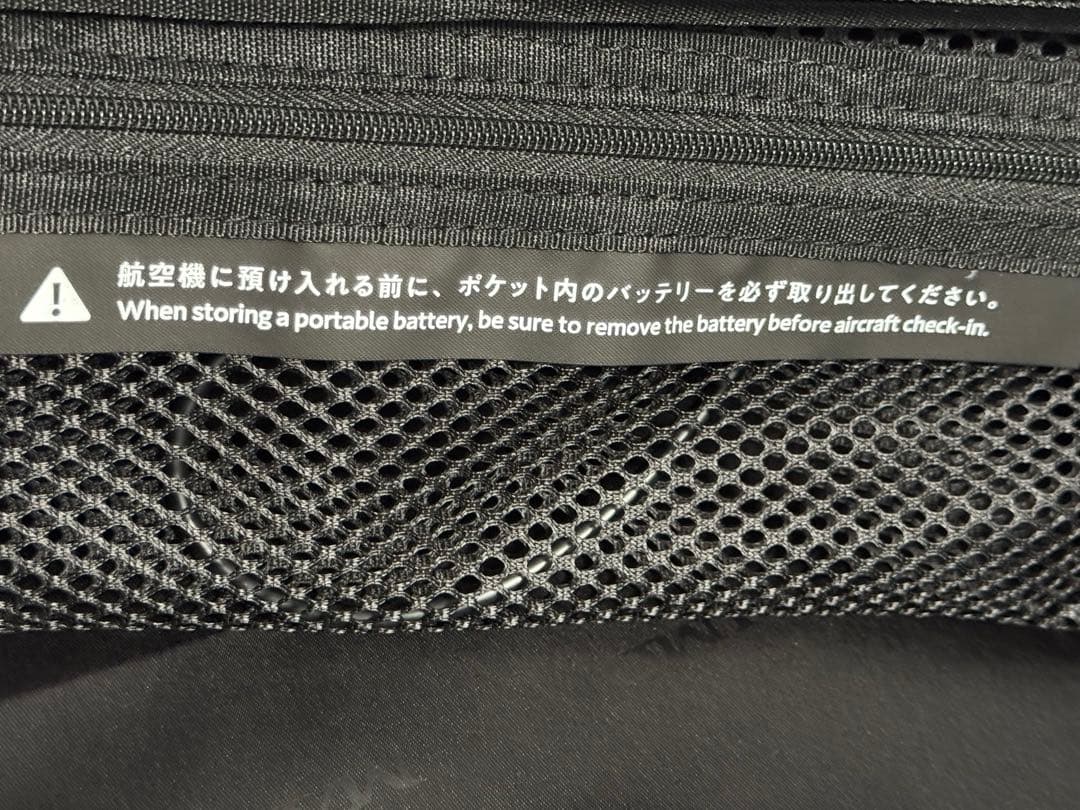 航空機に預け入れる前に、ポケット内のバッテリーを必ず取り出してください。
When storing a portable battery, be sure to remove the battery before aircraft check-in.